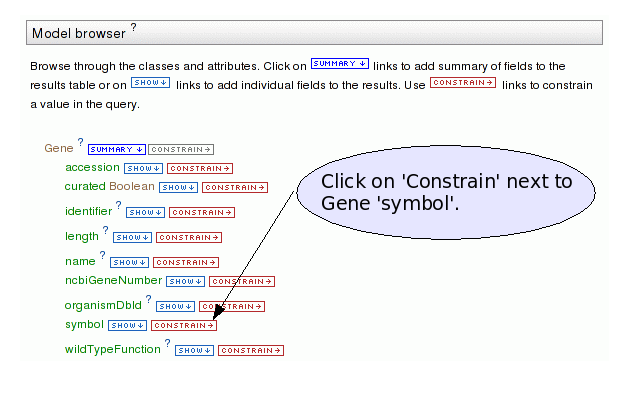 Model browser ?
Browse through the classes and attributes. Click on SUMMARY ↓ links to add summary of fields to the
results table or on SHOW ↓ links to add individual fields to the results. Use CONSTRAIN → links to constrain
a value in the query.
Gene ? SUMMARY ↓ CONSTRAIN →
accession SHOW ↓ CONSTRAIN →
curated Boolean SHOW ↓ CONSTRAIN →
identifier ? SHOW ↓ CONSTRAIN →
length ? SHOW ↓ CONSTRAIN →
name ? SHOW ↓ CONSTRAIN →
ncbiGeneNumber SHOW ↓ CONSTRAIN →
organismDbId ? SHOW ↓ CONSTRAIN →
symbol SHOW ↓ CONSTRAIN →
wildTypeFunction ? SHOW ↓ CONSTRAIN →
Click on 'Constrain' next to
Gene 'symbol'.